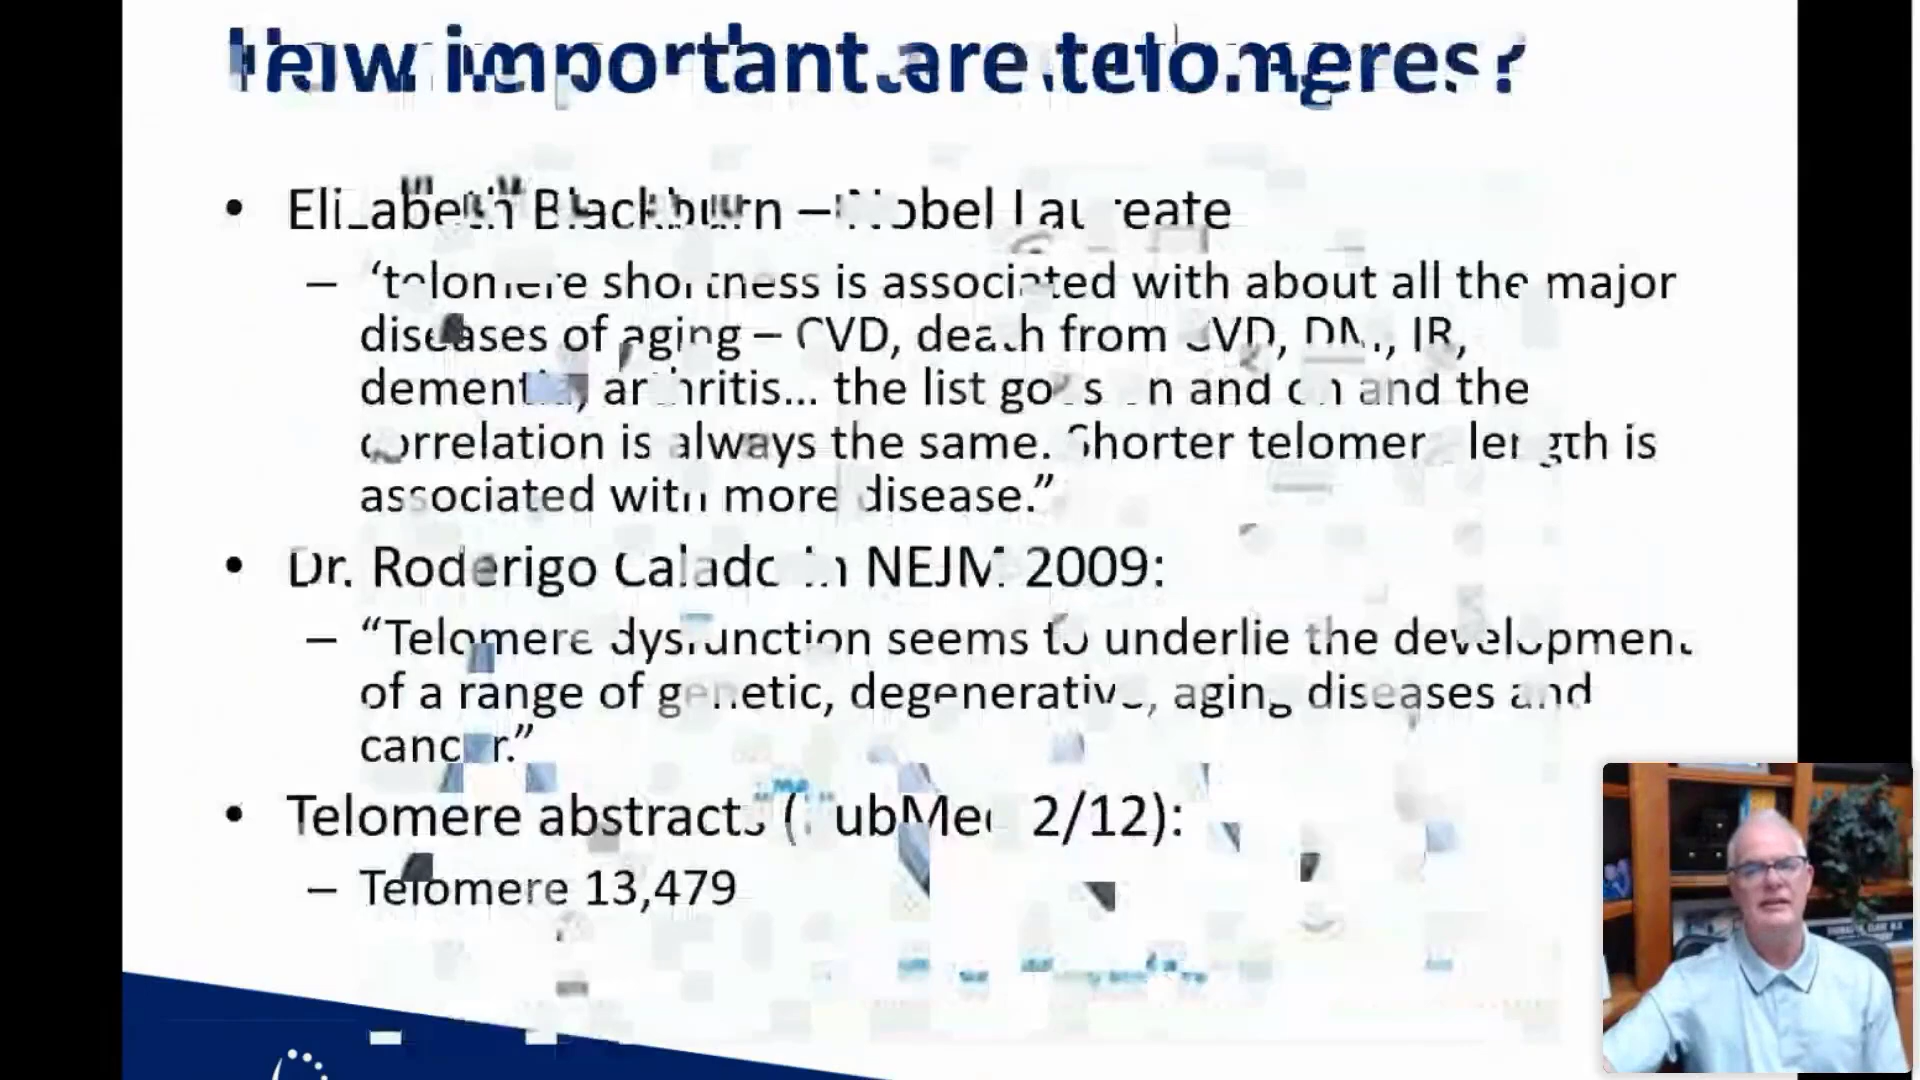 How important are telomeres?
• Elizabeth Blackburn – Nobel Laureate
– ‘telomere shortness is associated with about all the major
diseases of aging – CVD, death from CVD, DM, IR,
dementia, arthritis... the list goes on and on and the
correlation is always the same. Shorter telomere length is
associated with more disease.”
• Dr. Roderigo Calado in NEJM 2009:
– “Telomere dysfunction seems to underlie the development
of a range of genetic, degenerative, aging diseases and
cancer.”
• Telomere abstracts (PubMed 2/12):
– Telomere 13,479